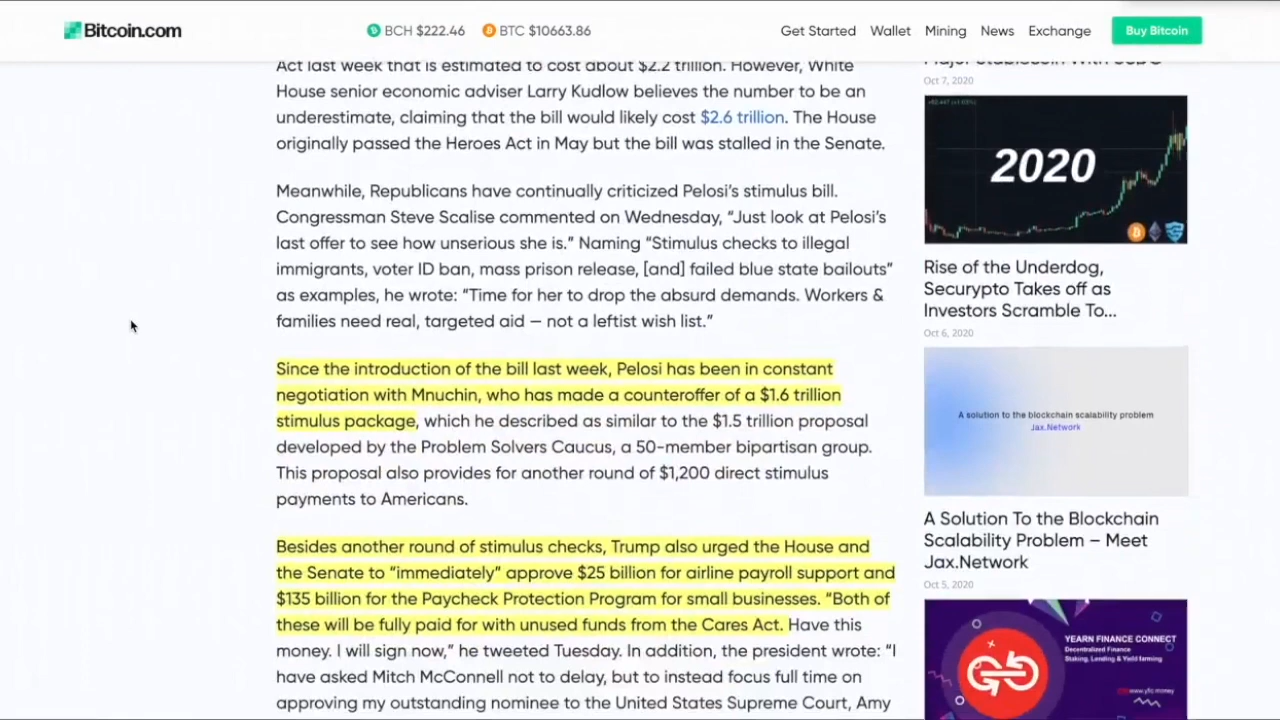 Bitcoin.com
BCH $222.66
BTC $10663.86
Get Started
Wallet
Mining
News
Exchange
Buy Bitcoin
Act last week that is estimated to cost about $2.2 trillion. However, White
House senior economic adviser Larry Kudlow believes the number to be an
underestimate, claiming that the bill would likely cost $2.6 trillion. The House
originally passed the Heroes Act in May but the bill was stalled in the Senate.
Meanwhile, Republicans have continually criticized Pelosi's stimulus bill.
Congressman Steve Scalise commented on Wednesday, “Just look at Pelosi's
last offer to see how unserious she is.” Naming “Stimulus checks to illegal
immigrants, voter ID ban, mass prison release, [and] failed blue state bailouts”
as examples, he wrote: “Time for her to drop the absurd demands. Workers &
families need real, targeted aid — not a leftist wish list.”
Since the introduction of the bill last week, Pelosi has been in constant
negotiation with Mnuchin, who has made a counteroffer of a $1.6 trillion
stimulus package, which he described as similar to the $1.5 trillion proposal
developed by the Problem Solvers Caucus, a 50-member bipartisan group.
This proposal also provides for another round of $1,200 direct stimulus
payments to Americans.
Besides another round of stimulus checks, Trump also urged the House and
the Senate to “immediately” approve $25 billion for airline payroll support and
$135 billion for the Paycheck Protection Program for small businesses. “Both of
these will be fully paid for with unused funds from the Cares Act. Have this
money. I will sign now,” he tweeted Tuesday. In addition, the president wrote: “I
have asked Mitch McConnell not to delay, but to instead focus full time on
approving my outstanding nominee to the United States Supreme Court, Amy
Oct 7, 2020
2020
Rise of the Underdog,
Securypto Takes off as
Investors Scramble To...
Oct 6, 2020
A solution to the blockchain scalability problem
Jax.Network
A Solution To the Blockchain
Scalability Problem – Meet
Jax.Network
Oct 5, 2020
YEARN FINANCE CONNECT
Decentralized Finance
Staking, Lending & Yield farming